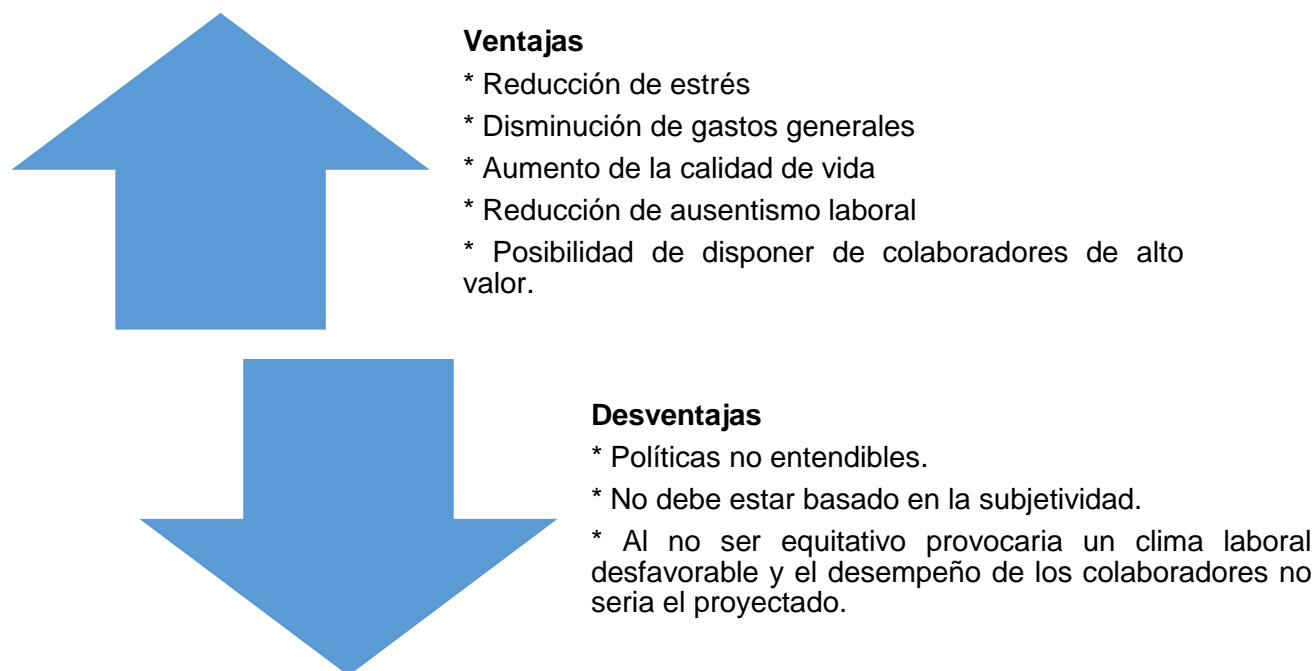 Ventajas
* Reducción de estrés
* Disminución de gastos generales
* Aumento de la calidad de vida
* Reducción de ausentismo laboral
* Posibilidad de disponer de colaboradores de alto
valor.
Desventajas
* Políticas no entendibles.
* No debe estar basado en la subjetividad.
* Al no ser equitativo provocaria un clima laboral
desfavorable y el desempeño de los colaboradores no
seria el proyectado.